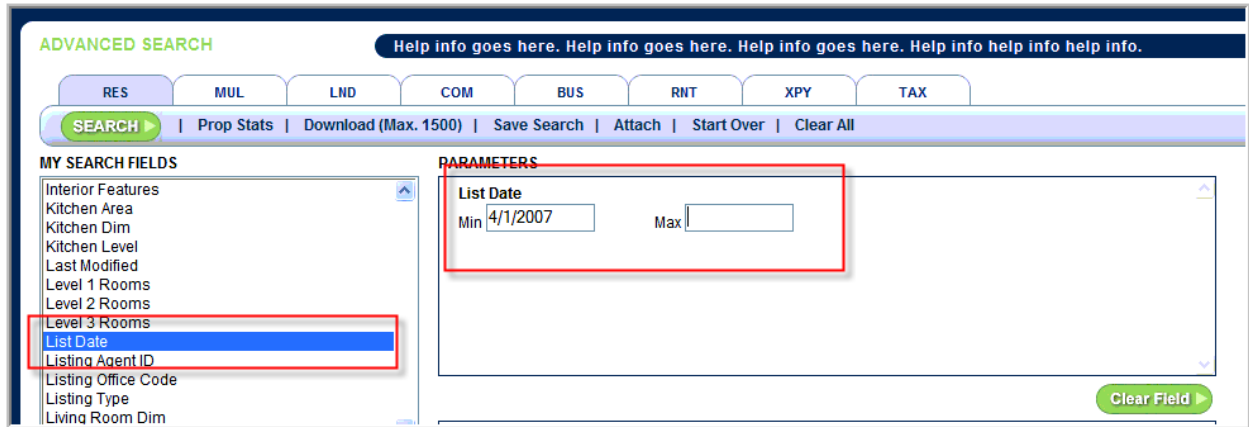 ADVANCED SEARCH
Help info goes here. Help info goes here. Help info goes here. Help info help info help info.
RES MUL LND COM BUS RNT XPY TAX
SEARCH | Prop Stats | Download (Max. 1500) | Save Search | Attach | Start Over | Clear All
MY SEARCH FIELDS
Interior Features
Kitchen Area
Kitchen Dim
Kitchen Level
Last Modified
Level 1 Rooms
Level 2 Rooms
Level 3 Rooms
List Date
Listing Agent ID
Listing Office Code
Listing Type
Living Room Dim
PARAMETERS
List Date
Min 4/1/2007 Max
Clear Field